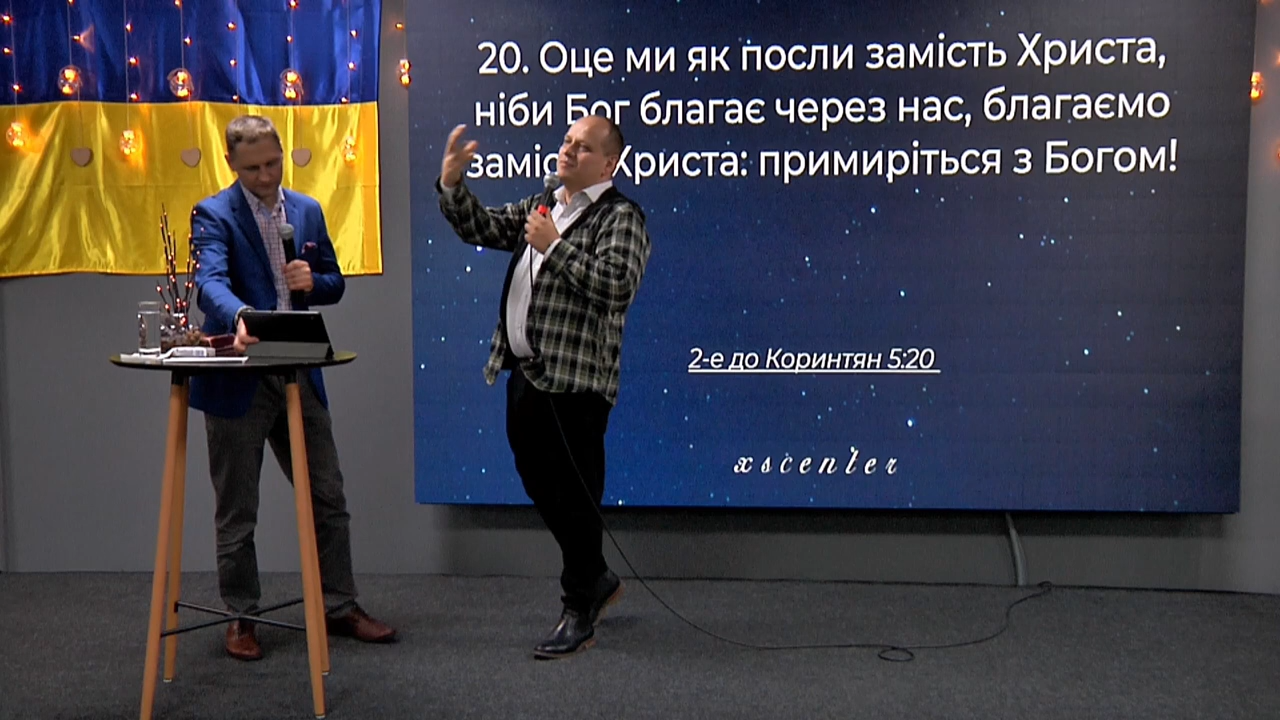 20. Оце ми як посли замість Христа,
ніби Бог благає через нас, благаємо
Христа: примиріться з Богом!
2-е до Коринтян 5:20
xscenter